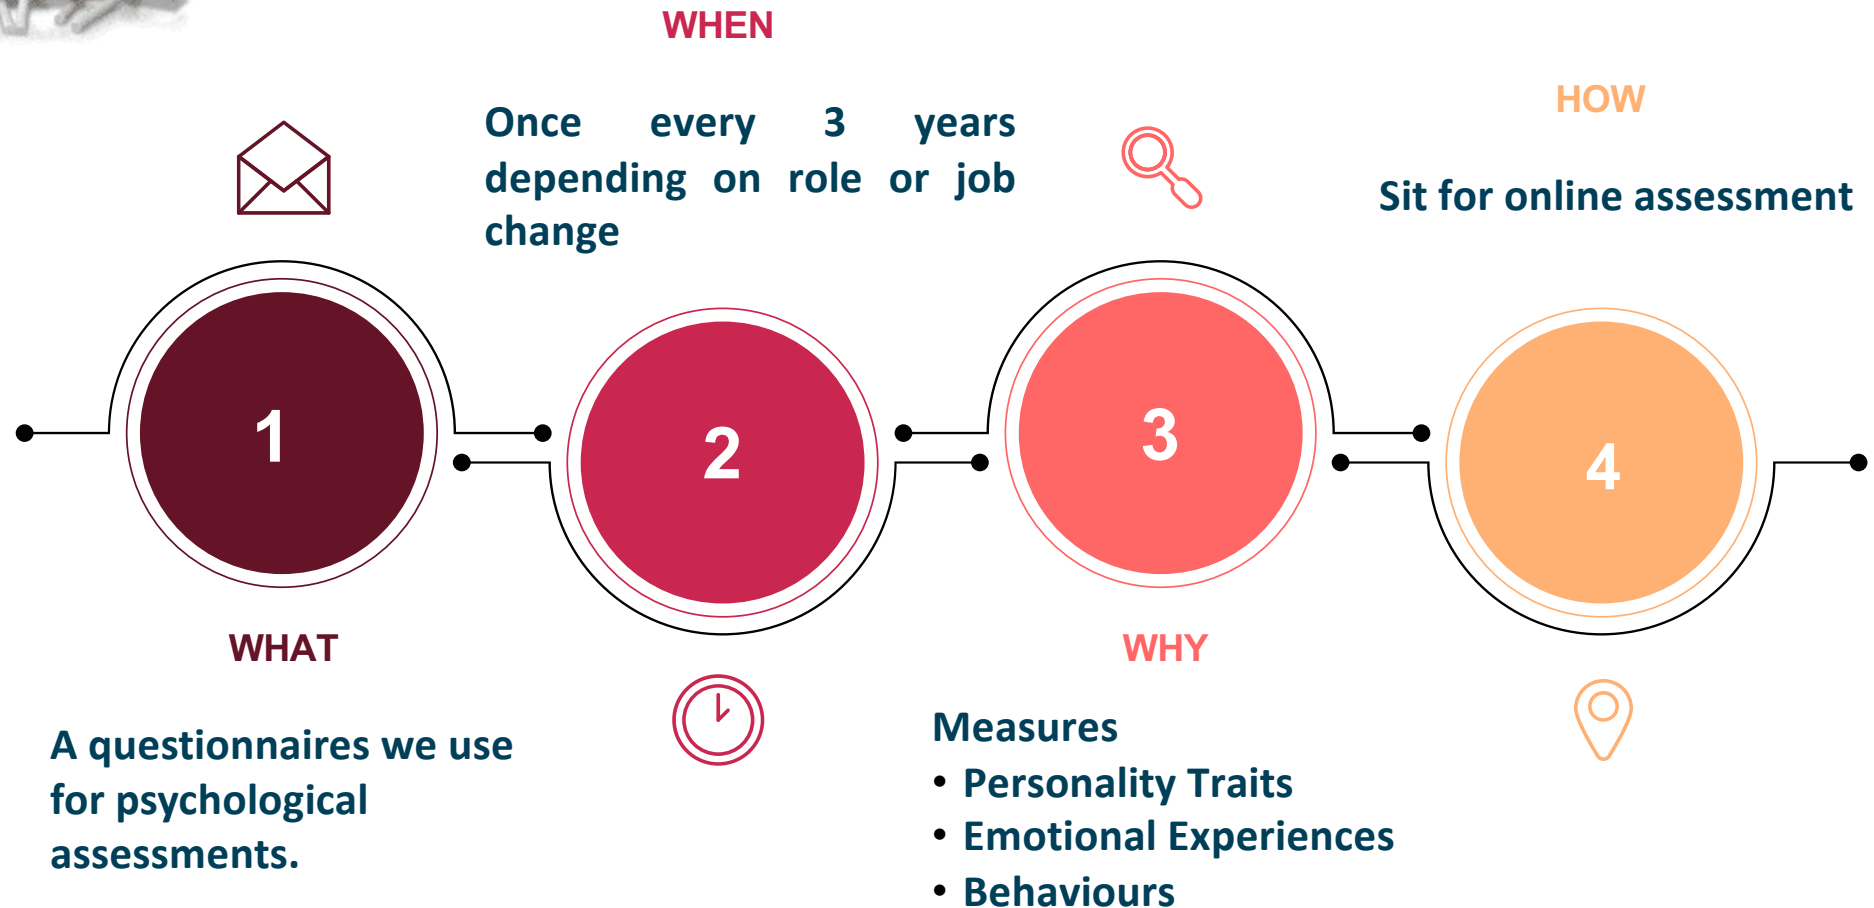 1
WHAT
A questionnaires we use
for psychological
assessments.
WHEN
Once every 3 years
depending on role or job
change
2
3
WHY
Measures
• Personality Traits
• Emotional Experiences
• Behaviours
HOW
Sit for online assessment
4